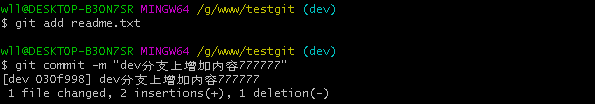 wll@DESKTOP-B3ON7SR MINGW64 /g/www/testgit (dev)
$ git add readme.txt
wll@DESKTOP-B3ON7SR MINGW64 /g/www/testgit (dev)
$ git commit -m "dev分支上增加内容777777"
[dev 030f998] dev分支上增加内容777777
1 file changed, 2 insertions(+), 1 deletion(-)